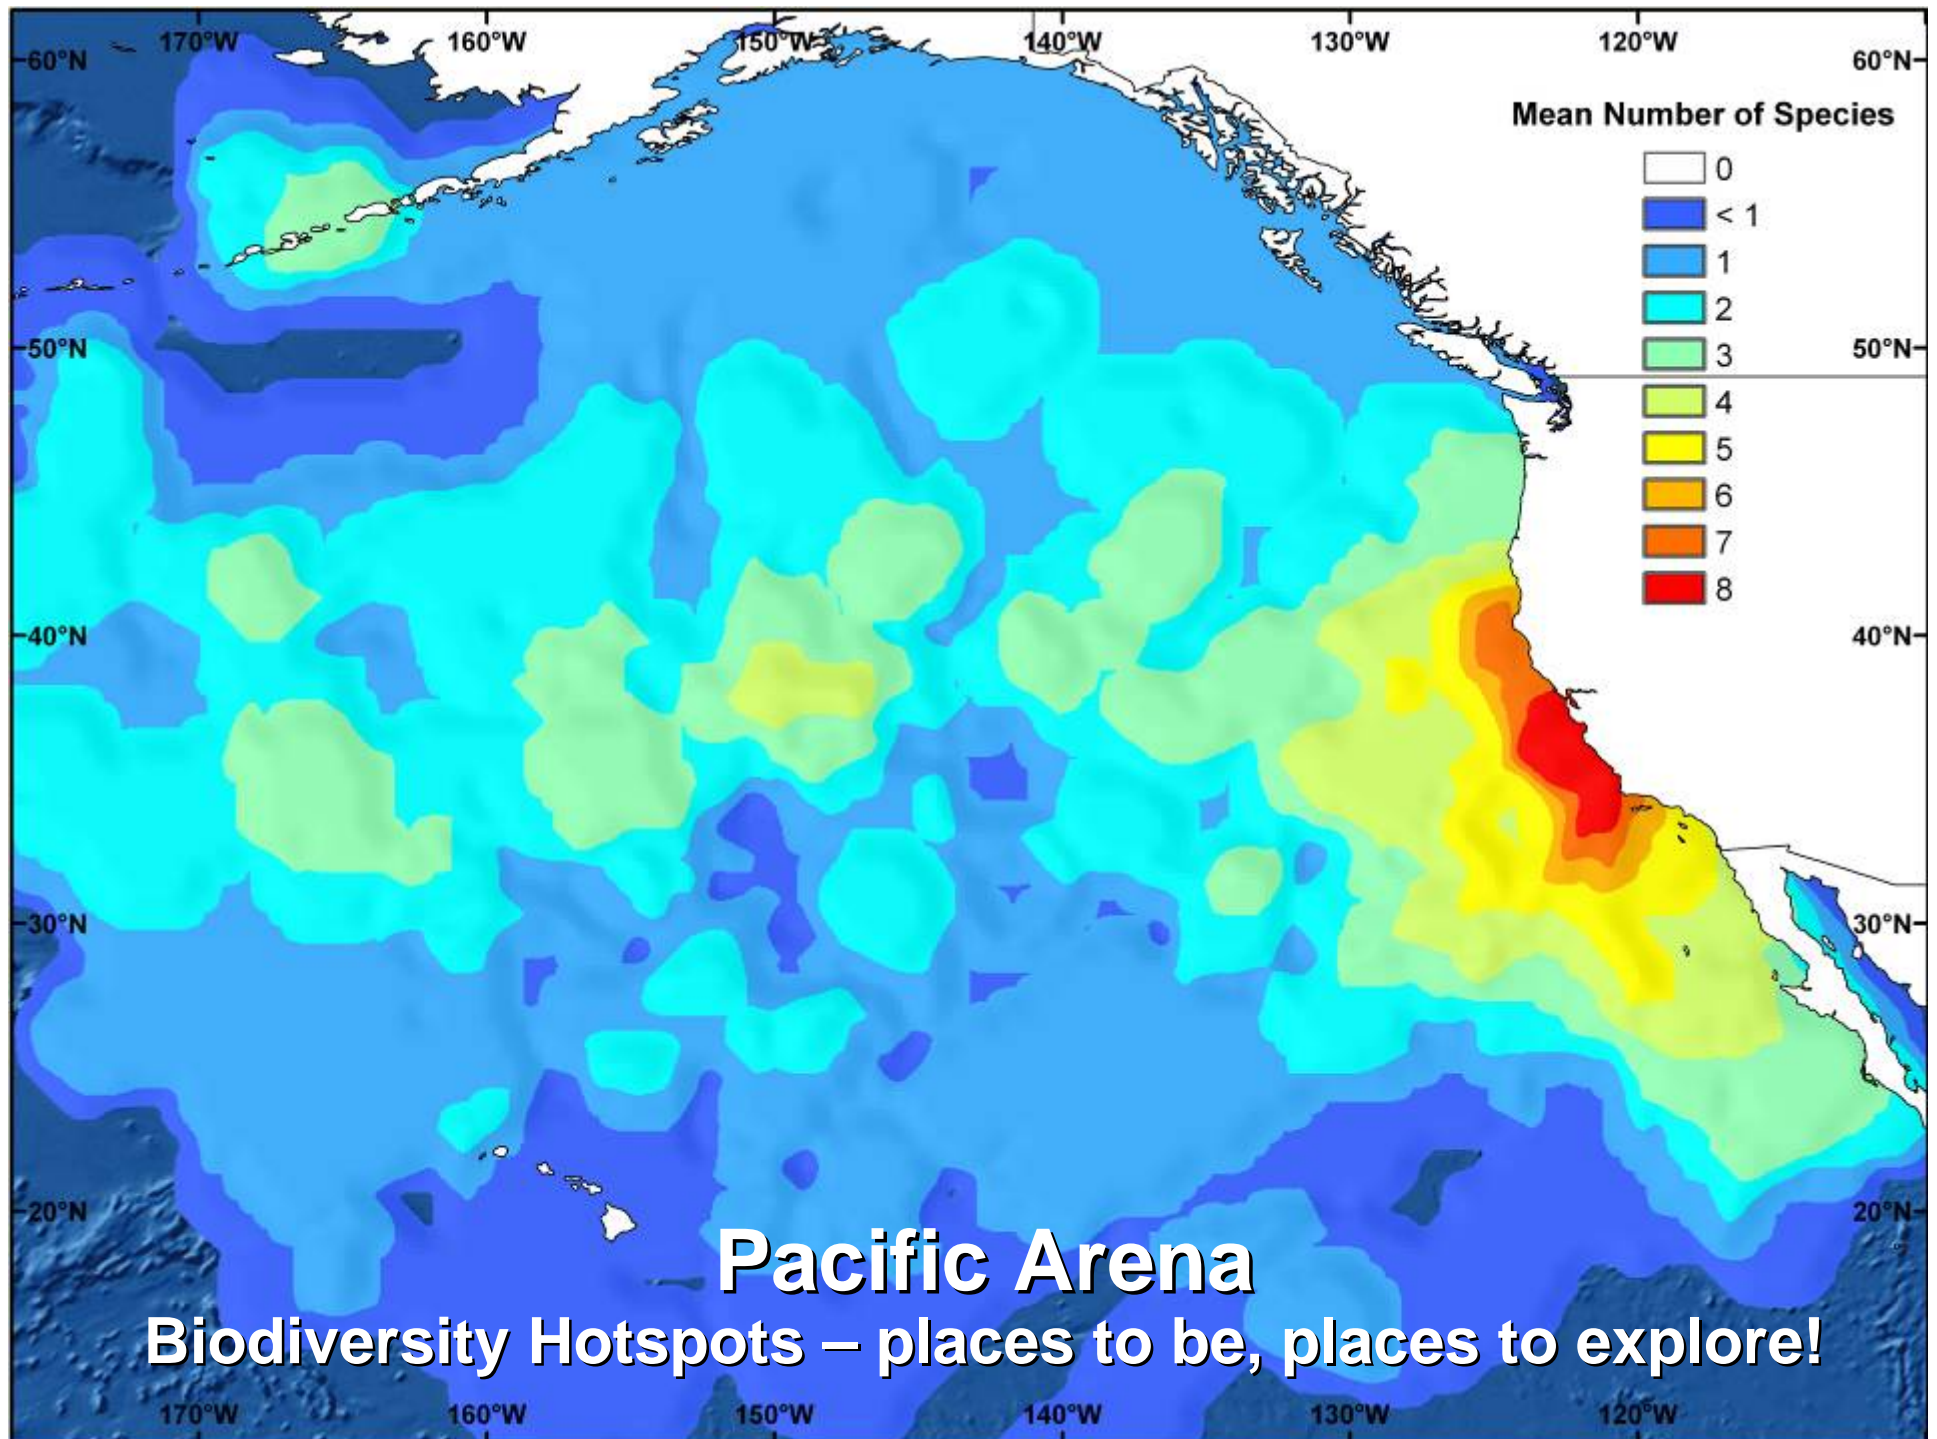 170°W 160°W 150°W 140°W 130°W 120°W
60°N 60°N
Mean Number of Species
0
< 1
1
2
3
4
5
6
7
8
50°N 50°N
40°N 40°N
30°N 30°N
20°N 20°N
Pacific Arena
Biodiversity Hotspots – places to be, places to explore!
170°W 160°W 150°W 140°W 130°W 120°W